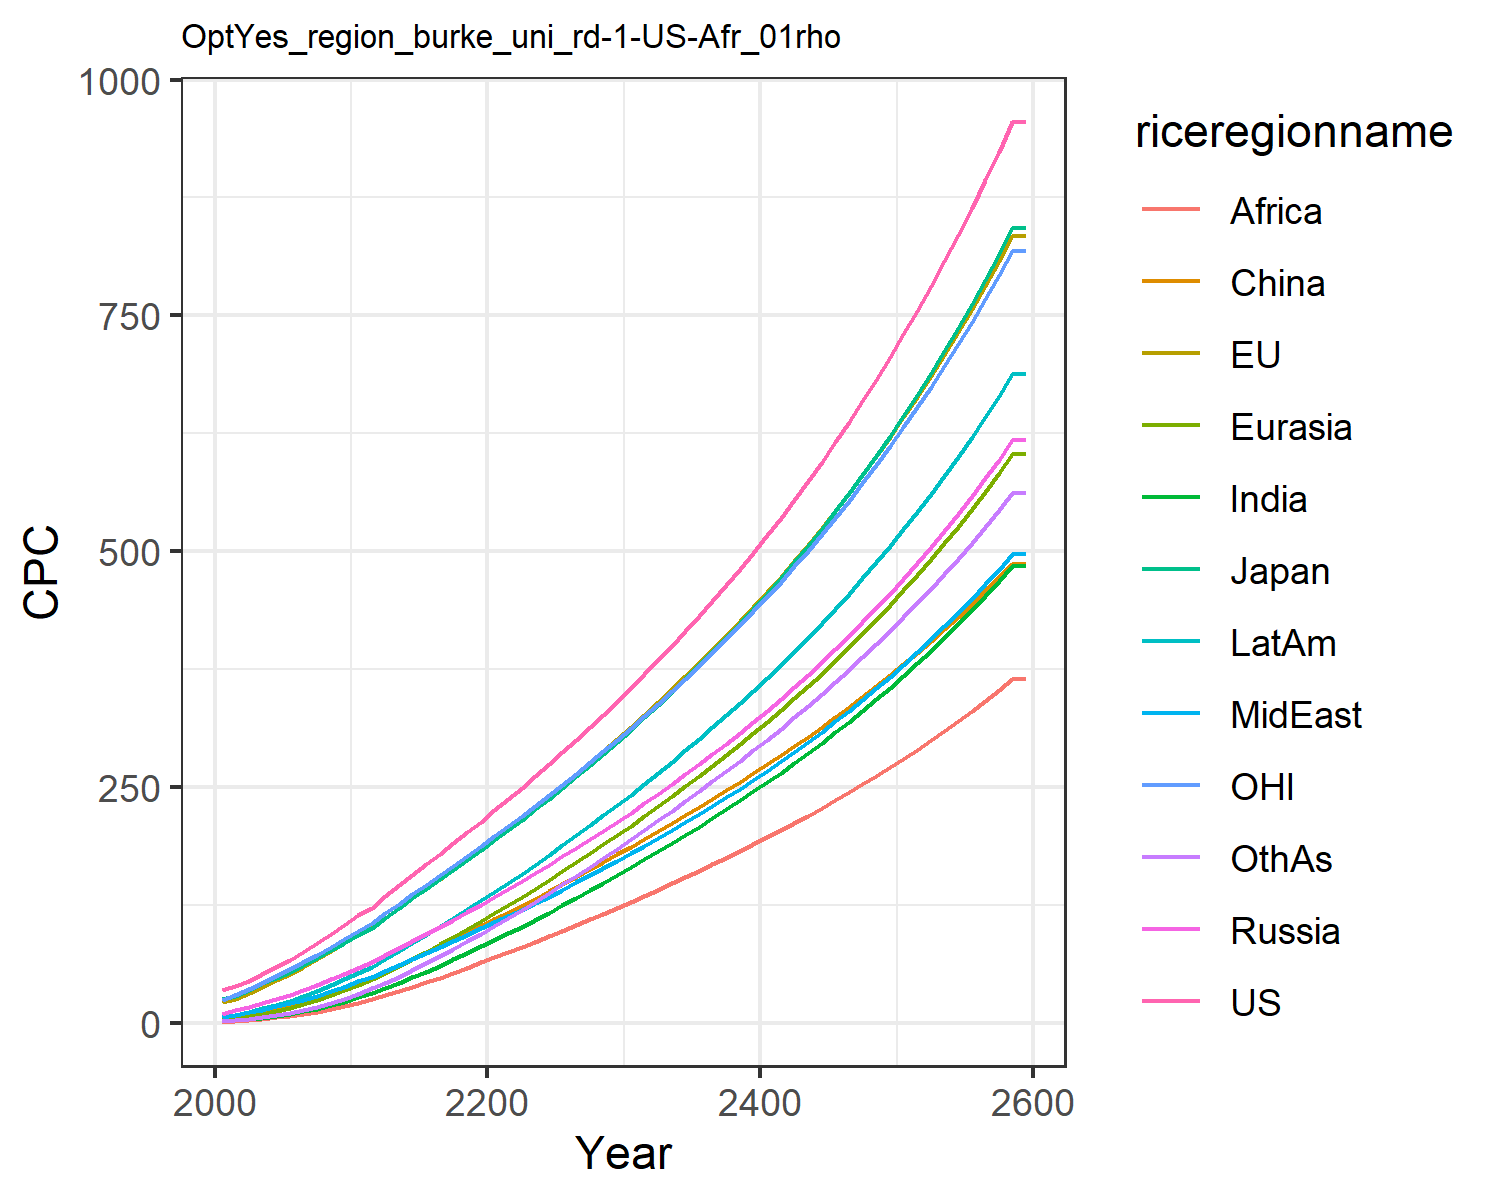 OptYes_region_burke_uni_rd-1-US-Afr_01rho
1000
750
500
250
0
CPC
2000 2200 2400 2600
Year
riceregionname
Africa
China
EU
Eurasia
India
Japan
LatAm
MidEast
OHI
OthAs
Russia
US